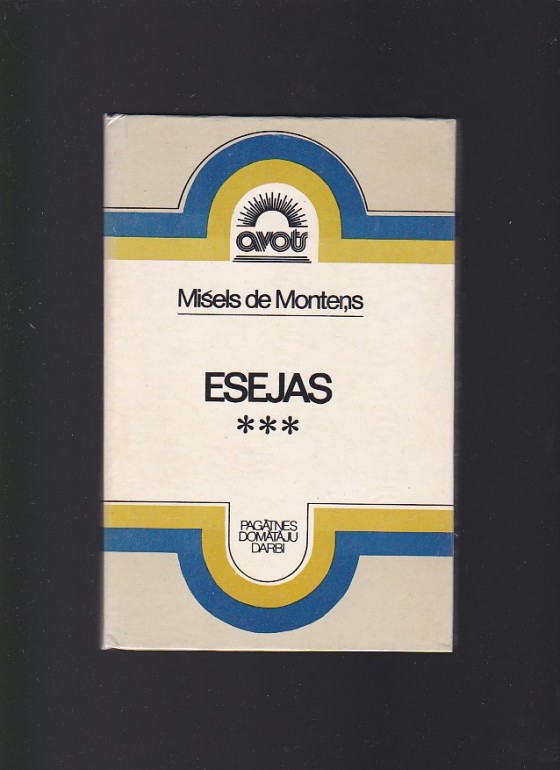 avots
Mišels de Monteņs
ESEJAS
***
PAGĀTNES
DOMĀTĀJU
DARBI